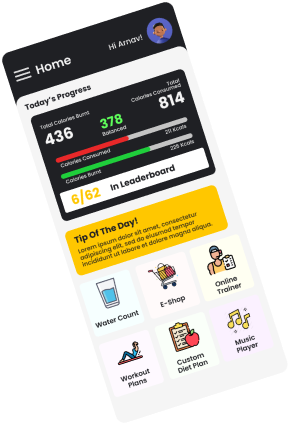 Home
Hi Arnav!
Today's Progress
Total Calories Burns
436
378
Balanced
Total
Calories Consumed
814
211 Kcals
Calories Consumed
225 Kcals
Calories Burns
6/62 In Leaderboard
Tip Of The Day!
Lorem ipsum dolor sit amet, consectetur
adipiscing elit, sed do eiusmod tempor
incididunt ut labore et dolore magna aliqua.
Water Count
E-Shop
Online
Trainer
Workout
Plans
Custom
Diet Plan
Music
Player